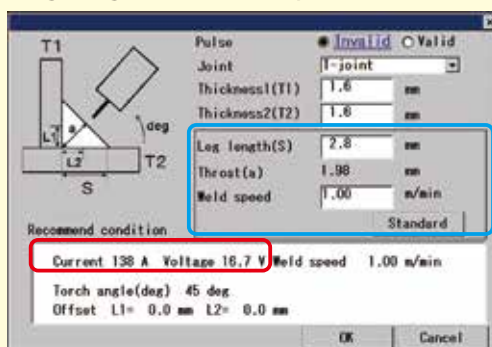 T1
Pulse Invalid Valid
Joint T-joint
Thickness1(T1) 1.6 mm
Thickness2(T2) 1.6 mm
deg
L1 a
L2 T2
S
Leg length(S) 2.8 mm
Throat(a) 1.98 mm
Weld speed 1.00 m/min
Standard
Recommend condition
Current 138 A Voltage 16.7 V Weld speed 1.00 m/min
Torch angle(deg) 45 deg
Offset L1= 0.0 mm L2= 0.0 mm
OK Cancel